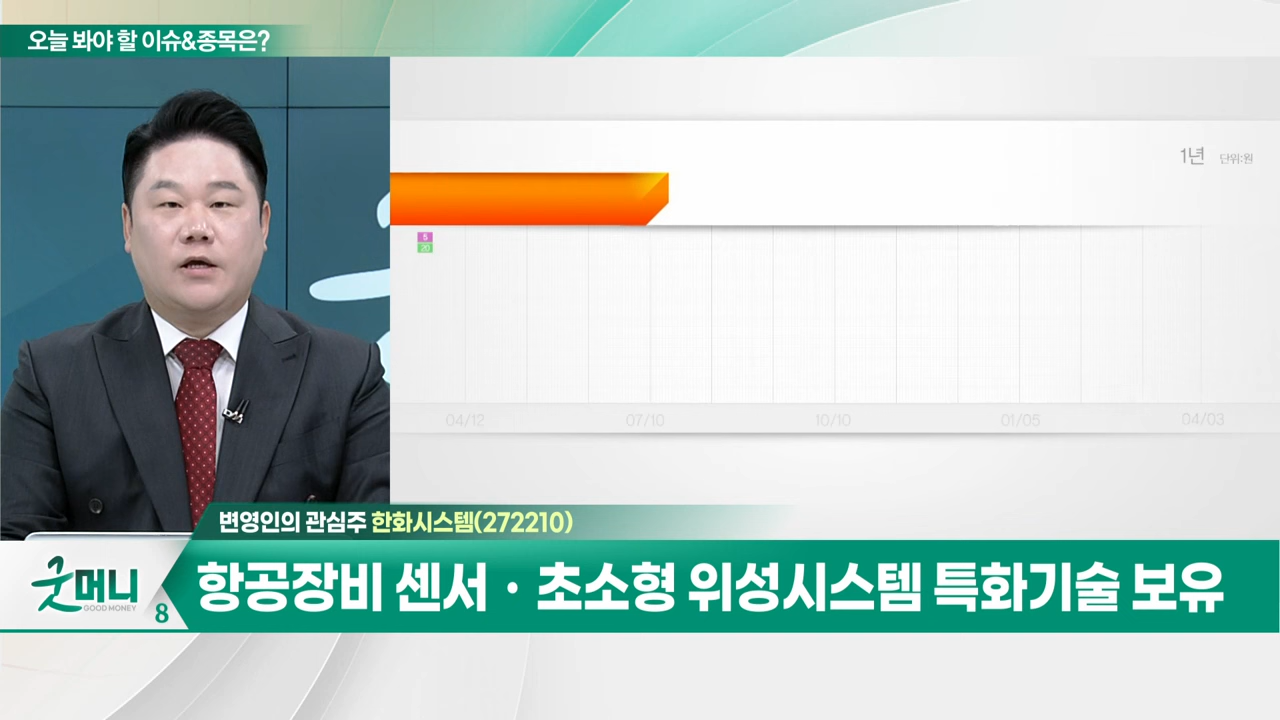 오늘 봐야 할 이슈&종목은?
1년 단위:원
5
20
04/12 07/10 10/10 01/05 04/03
변영인의 관심주 한화시스템(272210)
굿머니
GOOD MONEY
8
항공장비 센서·초소형 위성시스템 특화기술 보유